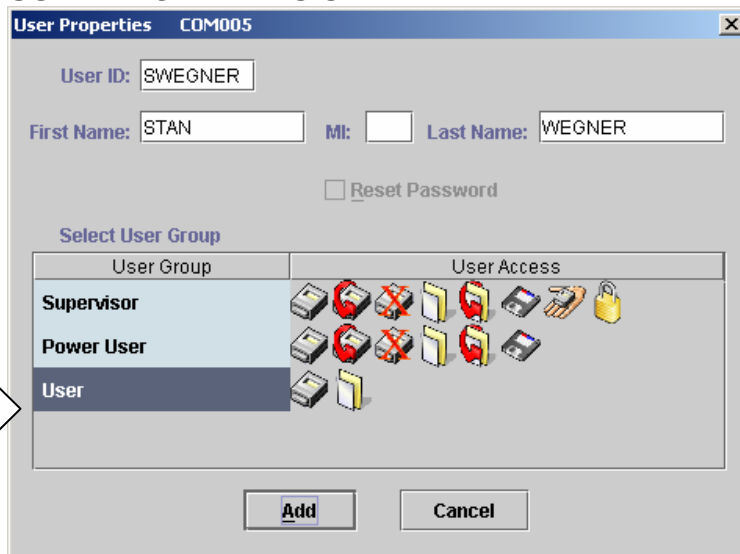 User Properties COM005
User ID: SWEGNER
First Name: STAN MI: Last Name: WEGNER
Reset Password
Select User Group
User Group User Access
Supervisor
Power User
User
Add Cancel